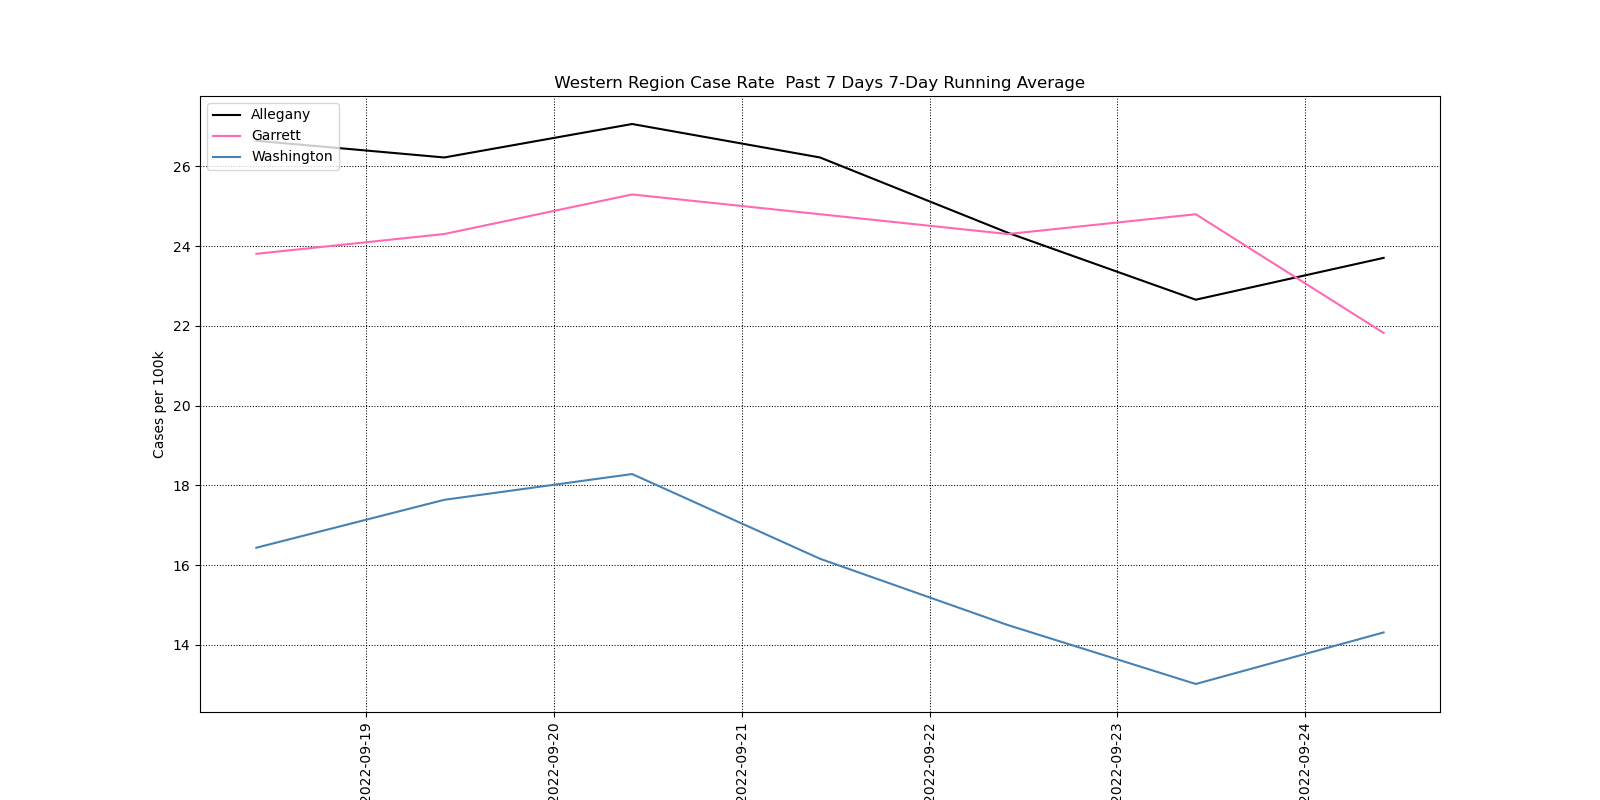 Western Region Case Rate  Past 7 Days 7-Day Running Average
Allegany
Garrett
Washington
Cases per 100k
26
24
22
20
18
16
14
2022-09-19
2022-09-20
2022-09-21
2022-09-22
2022-09-23
2022-09-24